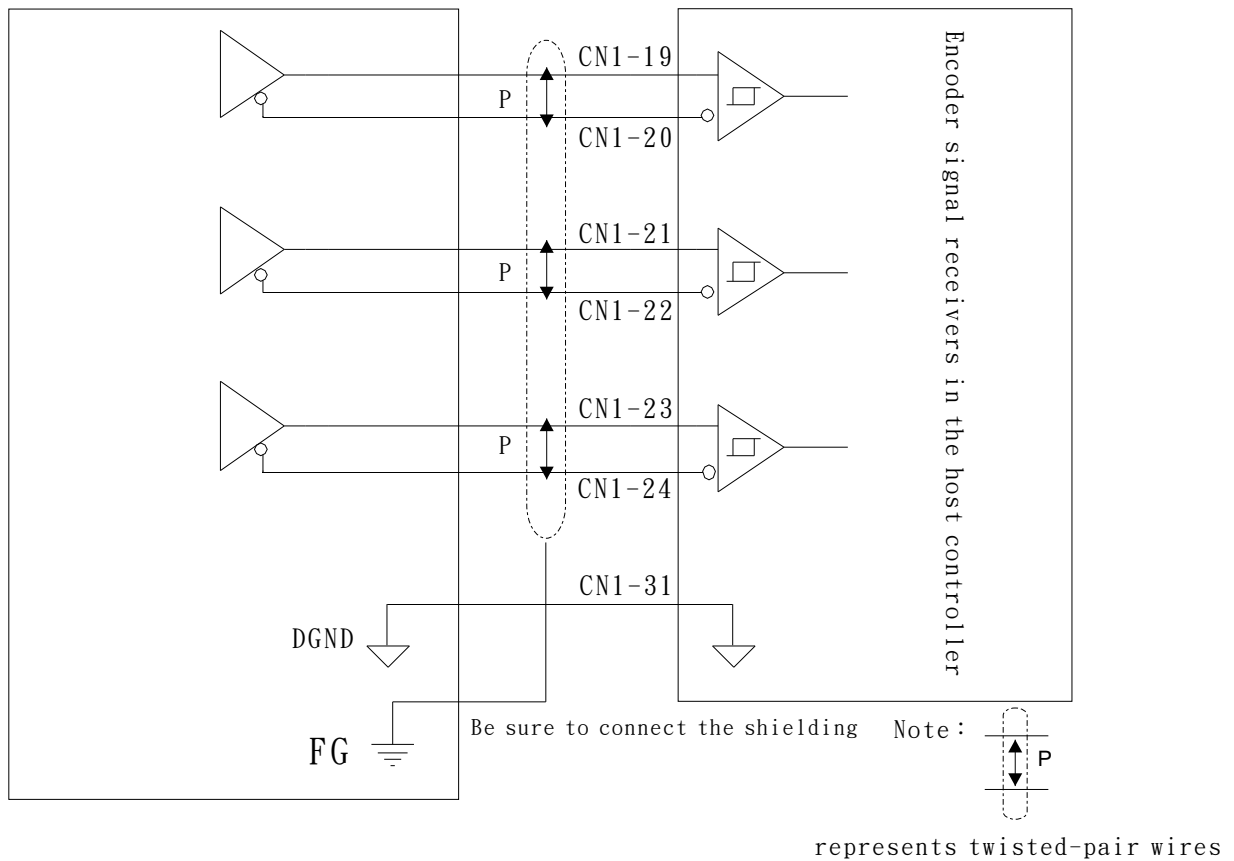 CN1-19
P
CN1-20
CN1-21
P
CN1-22
CN1-23
P
CN1-24
CN1-31
DGND
FG
Encoder signal receivers in the host controller
Be sure to connect the shielding
Note:
P
represents twisted-pair wires